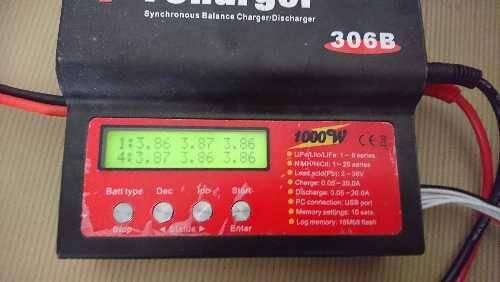 iCharger
Synchronous Balance Charger/Discharger
306B
1:3.86 3.87 3.86
4:3.87 3.86 3.86
1000W
CE
Batt type Dec Inc Start
Stop ◄ Status ► Enter
LiPo/Lilo/LiFe: 1~6 series
NiMH/NiCd: 1~25 series
Lead acid(Pb): 2~36V
Charge: 0.05~30.0A
Discharge: 0.05~20.0A
PC connection: USB port
Memory settings: 10 sets
Log memory: 16Mbit flash